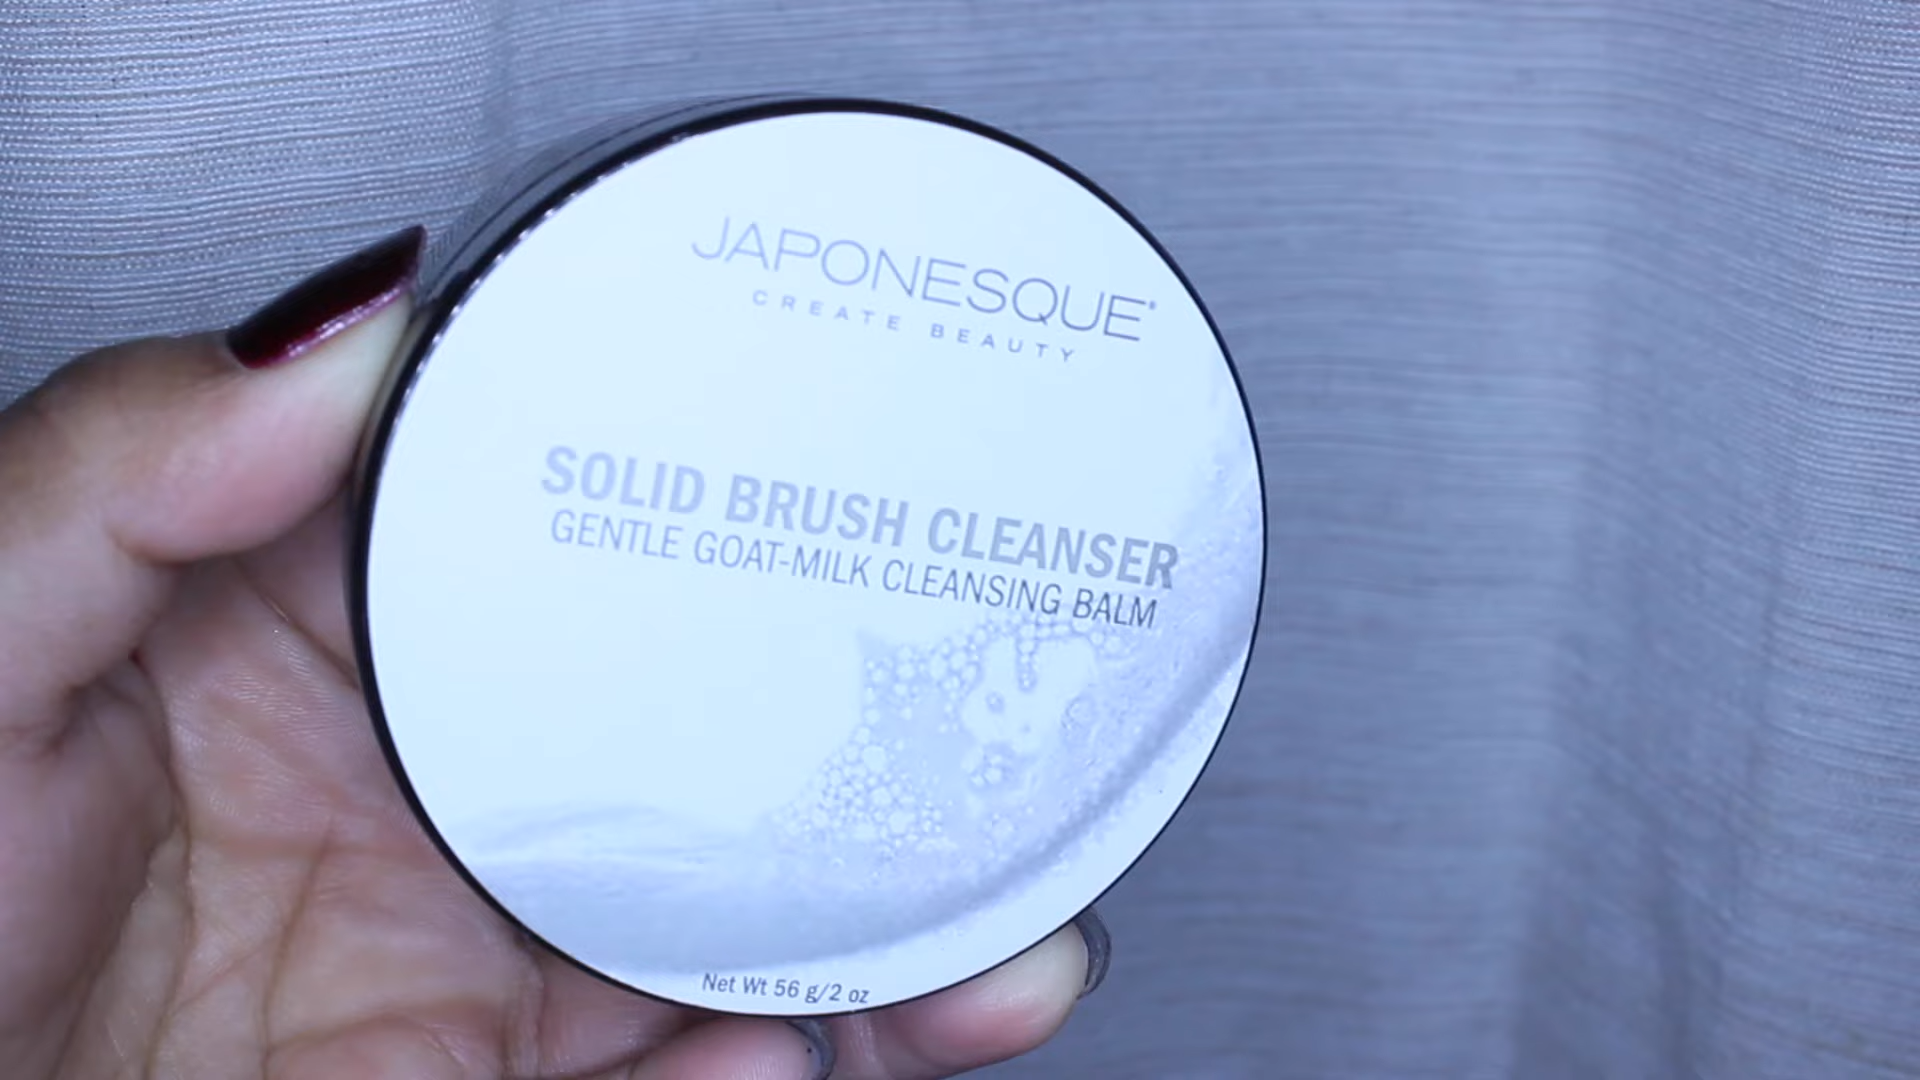 JAPONESQUE®
CREATE BEAUTY
SOLID BRUSH CLEANSER
GENTLE GOAT-MILK CLEANSING BALM
Net Wt 56 g/2 oz